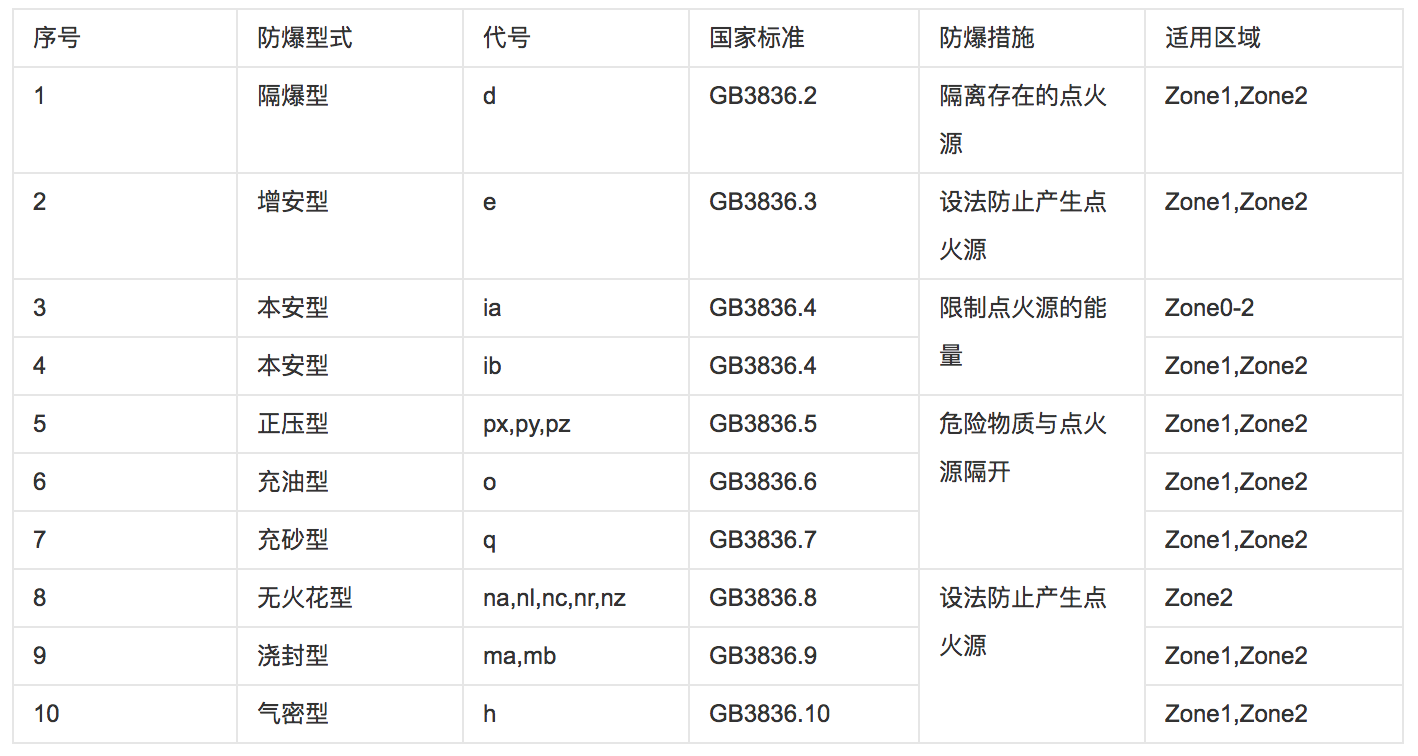 序号 防爆型式 代号 国家标准 防爆措施 适用区域
1 隔爆型 d GB3836.2 隔离存在的点火 Zone1,Zone2
源
2 增安型 e GB3836.3 设法防止产生点 Zone1,Zone2
火源
3 本安型 ia GB3836.4 限制点火源的能 Zone0-2
量
4 本安型 ib GB3836.4 Zone1,Zone2
5 正压型 px,py,pz GB3836.5 危险物质与点火 Zone1,Zone2
源隔开
6 充油型 o GB3836.6 Zone1,Zone2
7 充砂型 q GB3836.7 Zone1,Zone2
8 无火花型 na,nl,nc,nr,nz GB3836.8 设法防止产生点 Zone2
火源
9 浇封型 ma,mb GB3836.9 Zone1,Zone2
10 气密型 h GB3836.10 Zone1,Zone2